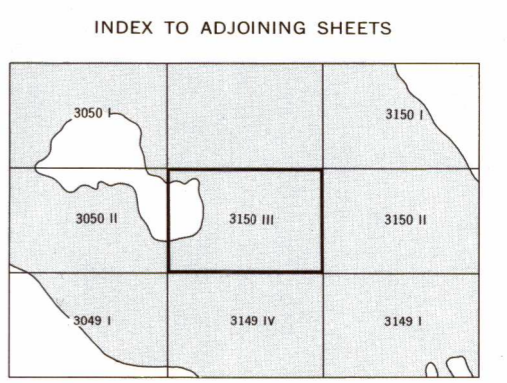 INDEX TO ADJOINING SHEETS
3050 I
3150 I
3050 II
3150 III
3150 II
3049 I
3149 IV
3149 I